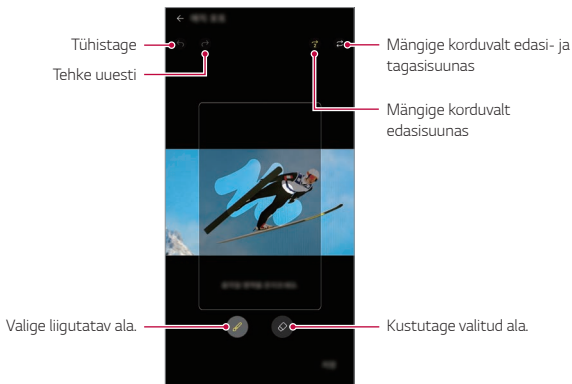 Tühistage
Tehke uuesti
Mängige korduvalt edasi- ja
tagasisuunas
Mängige korduvalt
edasisuunas
Valige liigutatav ala.
Kustutage valitud ala.